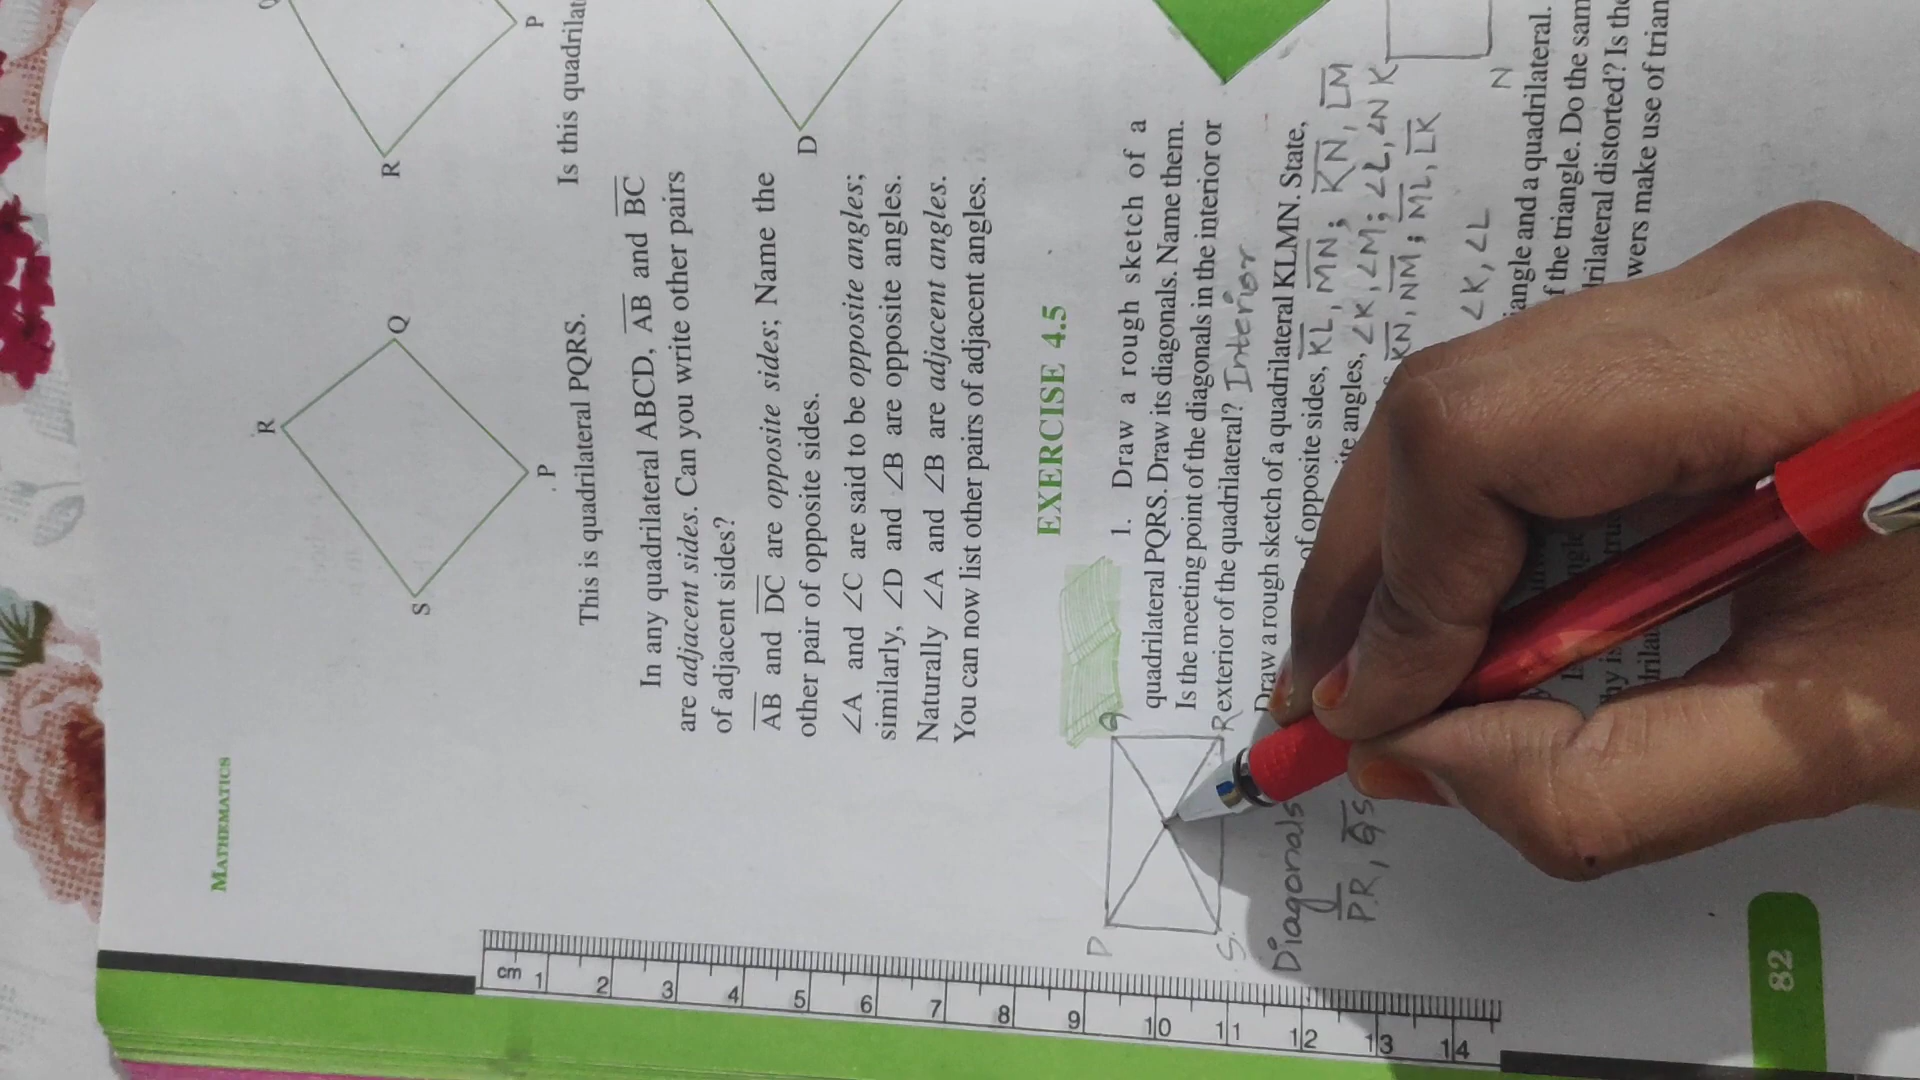 MATHEMATICS
R
Q
S
P
This is quadrilateral PQRS.
R
P
Is this quadrilat
In any quadrilateral ABCD, AB and BC
are adjacent sides. Can you write other pairs
of adjacent sides?
AB and DC are opposite sides; Name the
other pair of opposite sides.
D
∠A and ∠C are said to be opposite angles;
similarly, ∠D and ∠B are opposite angles.
Naturally ∠A and ∠B are adjacent angles.
You can now list other pairs of adjacent angles.
EXERCISE 4.5
1. Draw a rough sketch of a
quadrilateral PQRS. Draw its diagonals. Name them.
Is the meeting point of the diagonals in the interior or
exterior of the quadrilateral? Interior
P
Q
R
S
Diagonals
PR, QS
Draw a rough sketch of a quadrilateral KLMN. State,
of opposite sides, KL, MN; KN, LM
angles, ∠K, ∠M; ∠L, ∠N
KN, NM; ML, LK
∠K, ∠L
K
N
angle and a quadrilateral.
f the triangle. Do the sam
rilateral distorted? Is the
wers make use of trian
cm 1 2 3 4 5 6 7 8 9 10 11 12 13 14
82